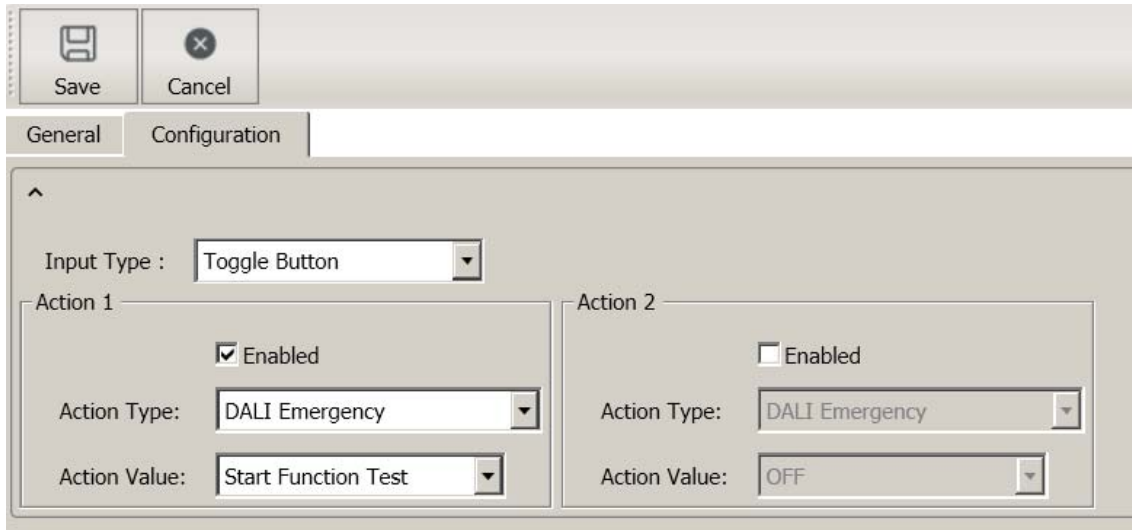 Save Cancel
General Configuration
Input Type : Toggle Button
Action 1 Action 2
Enabled Enabled
Action Type: DALI Emergency Action Type: DALI Emergency
Action Value: Start Function Test Action Value: OFF